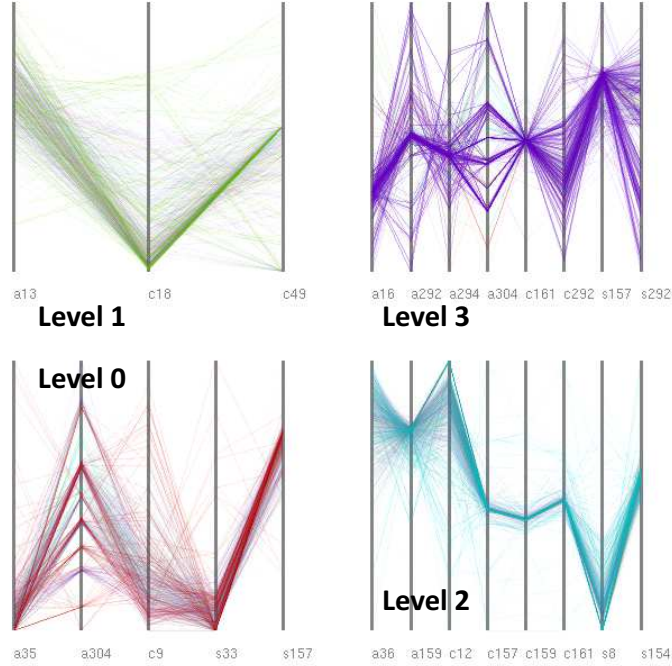 a13 c18 c49
Level 1
a16 a292 a294 a304 c161 c292 s157 s292
Level 3
Level 0
a35 a304 c9 s33 s157
Level 2
a36 a159 c12 c157 c159 c161 s8 s154